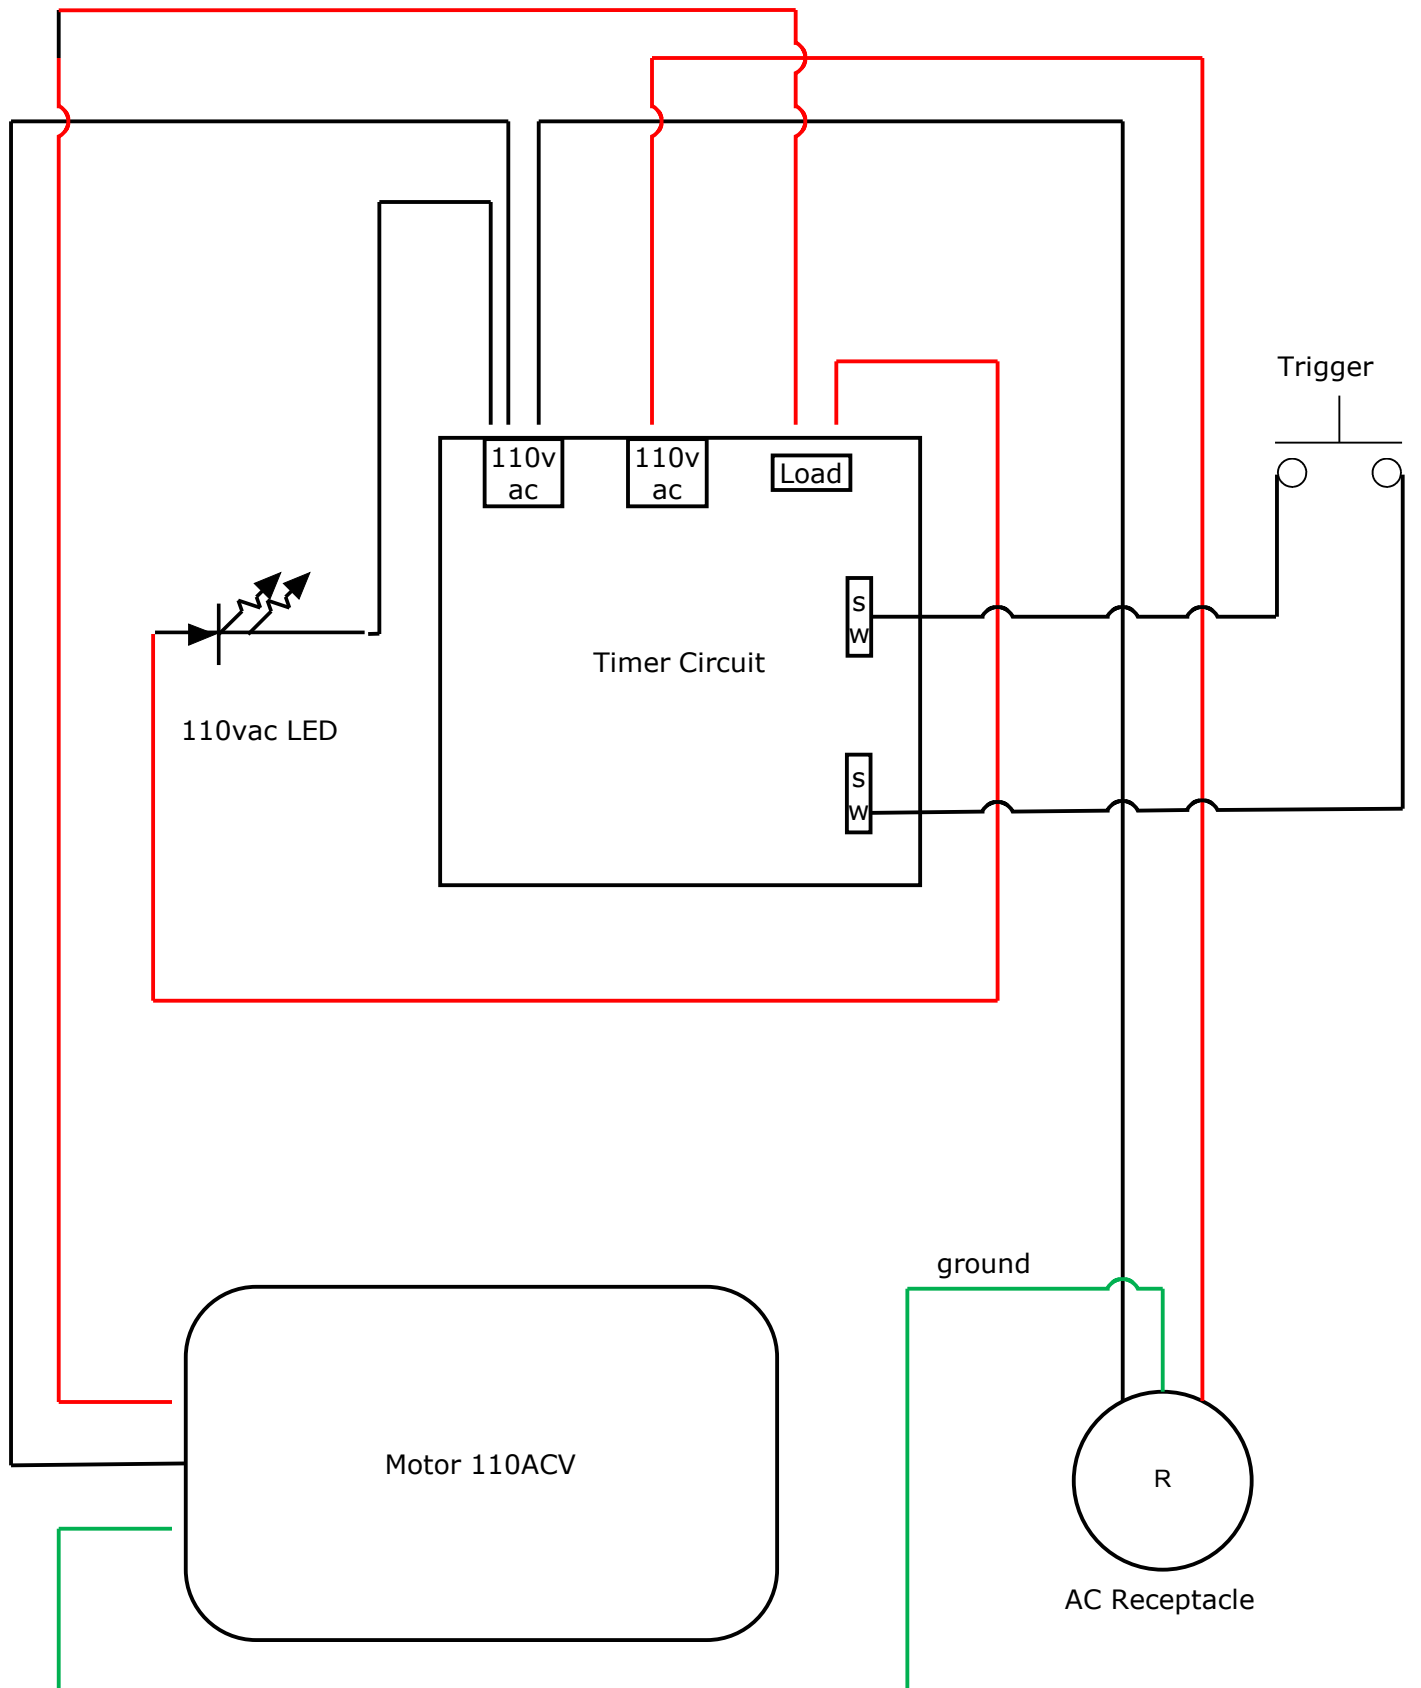 Trigger
110v
ac
110v
ac
Load
s
w
Timer Circuit
110vac LED
s
w
ground
Motor 110ACV
R
AC Receptacle